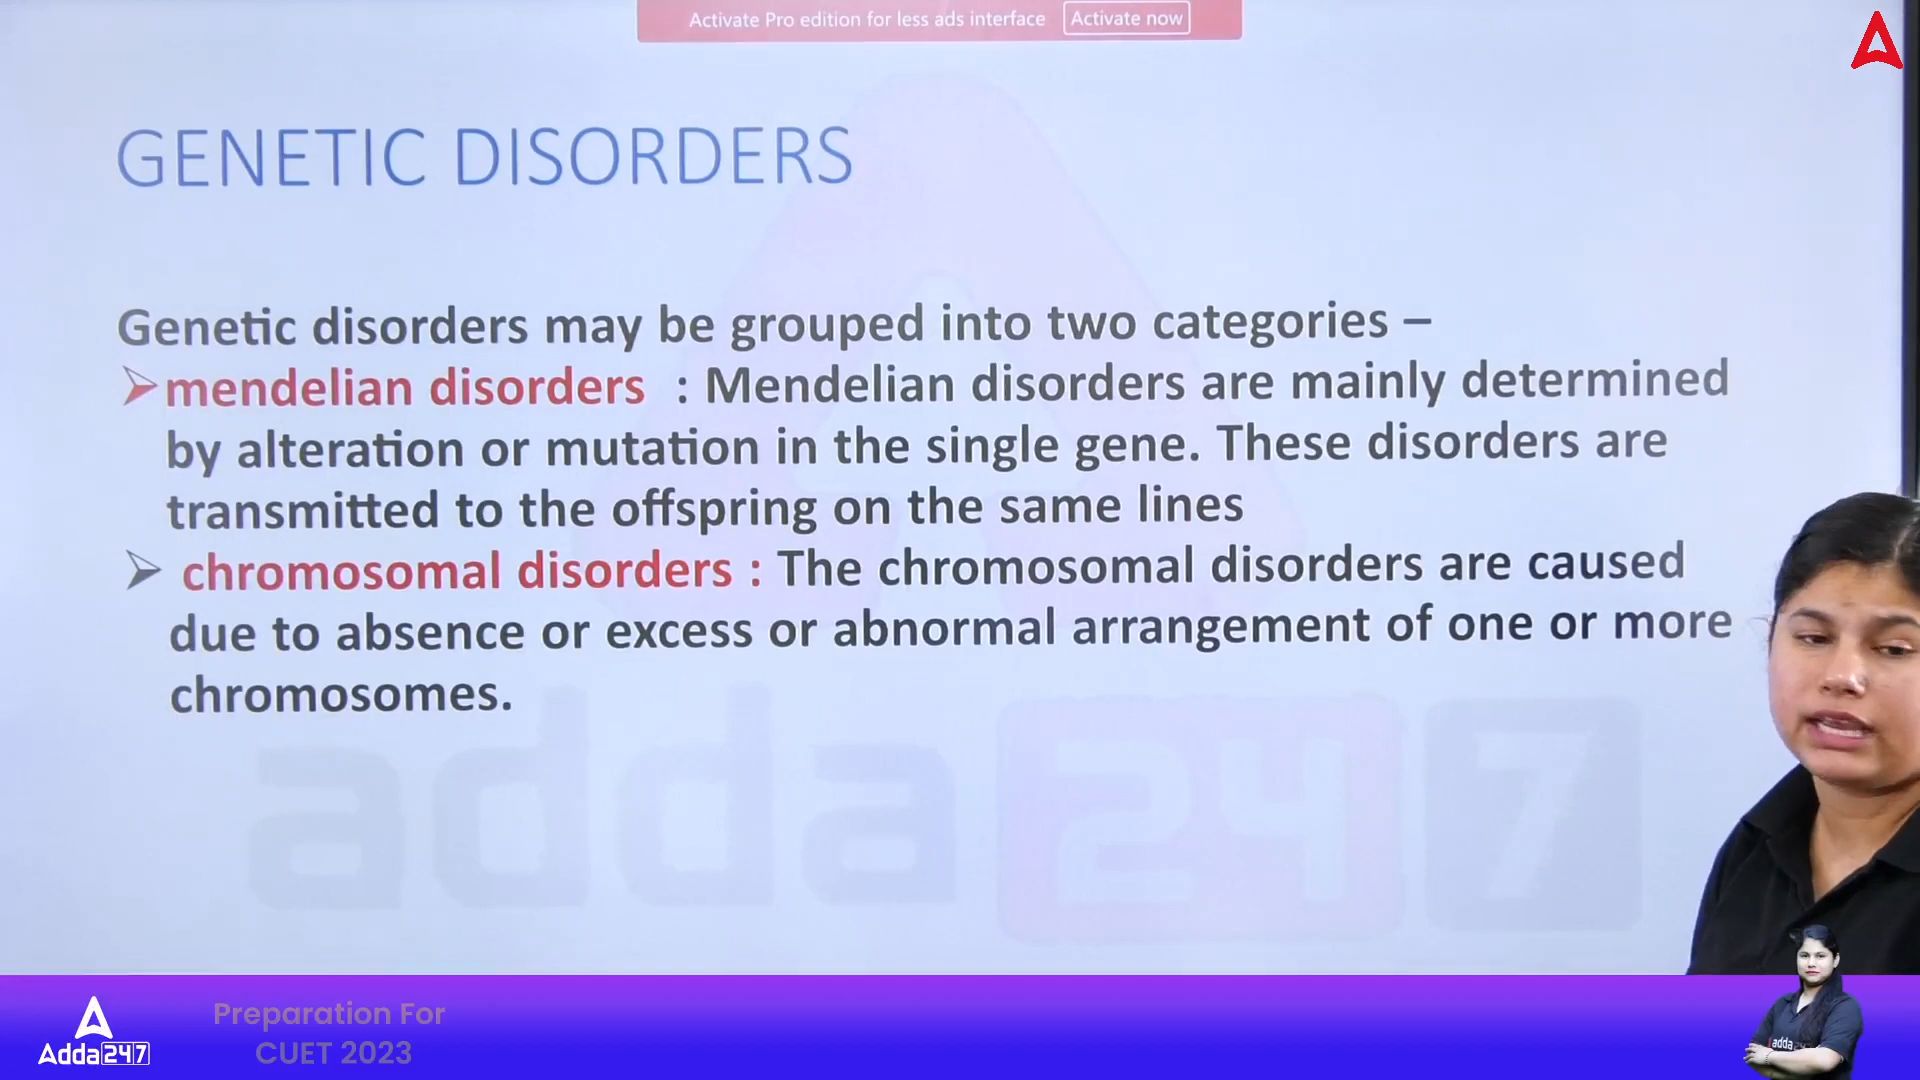 Activate Pro edition for less ads interface Activate now
GENETIC DISORDERS
Genetic disorders may be grouped into two categories –
mendelian disorders : Mendelian disorders are mainly determined
by alteration or mutation in the single gene. These disorders are
transmitted to the offspring on the same lines
chromosomal disorders : The chromosomal disorders are caused
due to absence or excess or abnormal arrangement of one or more
chromosomes.
adda 24 7
Adda247
Preparation For
CUET 2023
adda247